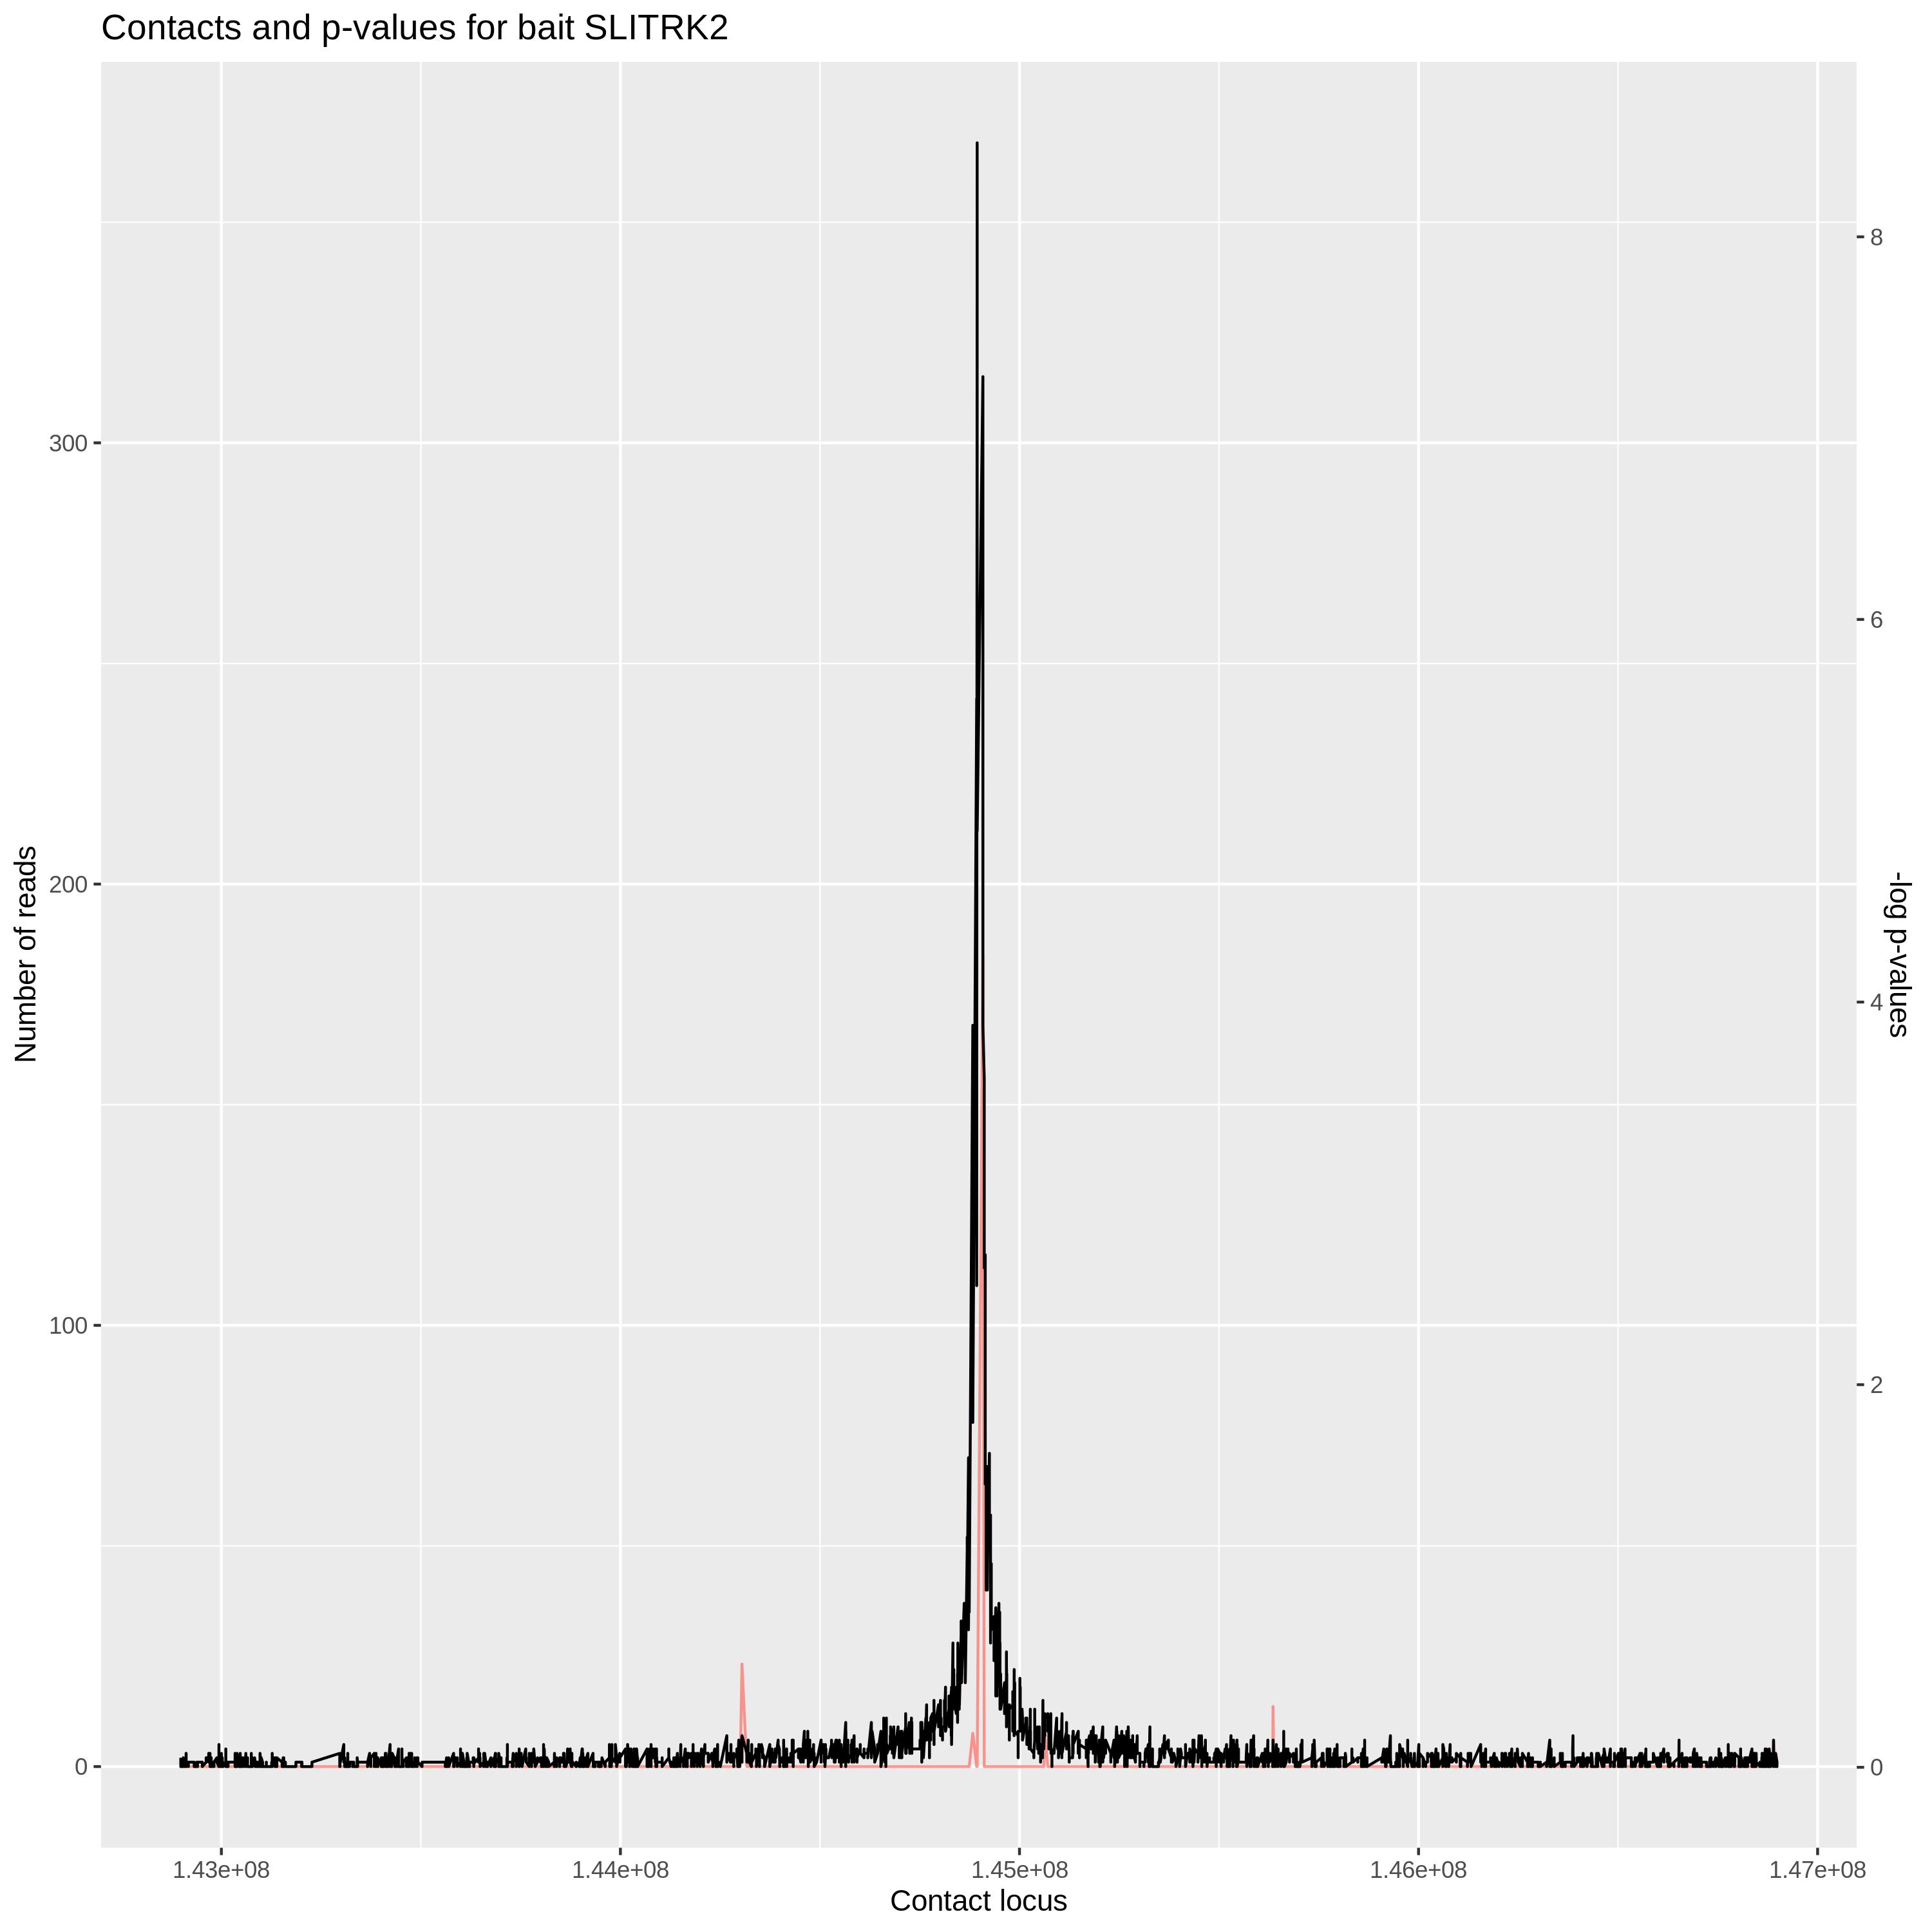 Contacts and p-values for bait SLITRK2
Number of reads
300
200
100
0
8
6
4
2
0
-log p-values
1.43e+08
1.44e+08
1.45e+08
1.46e+08
1.47e+08
Contact locus